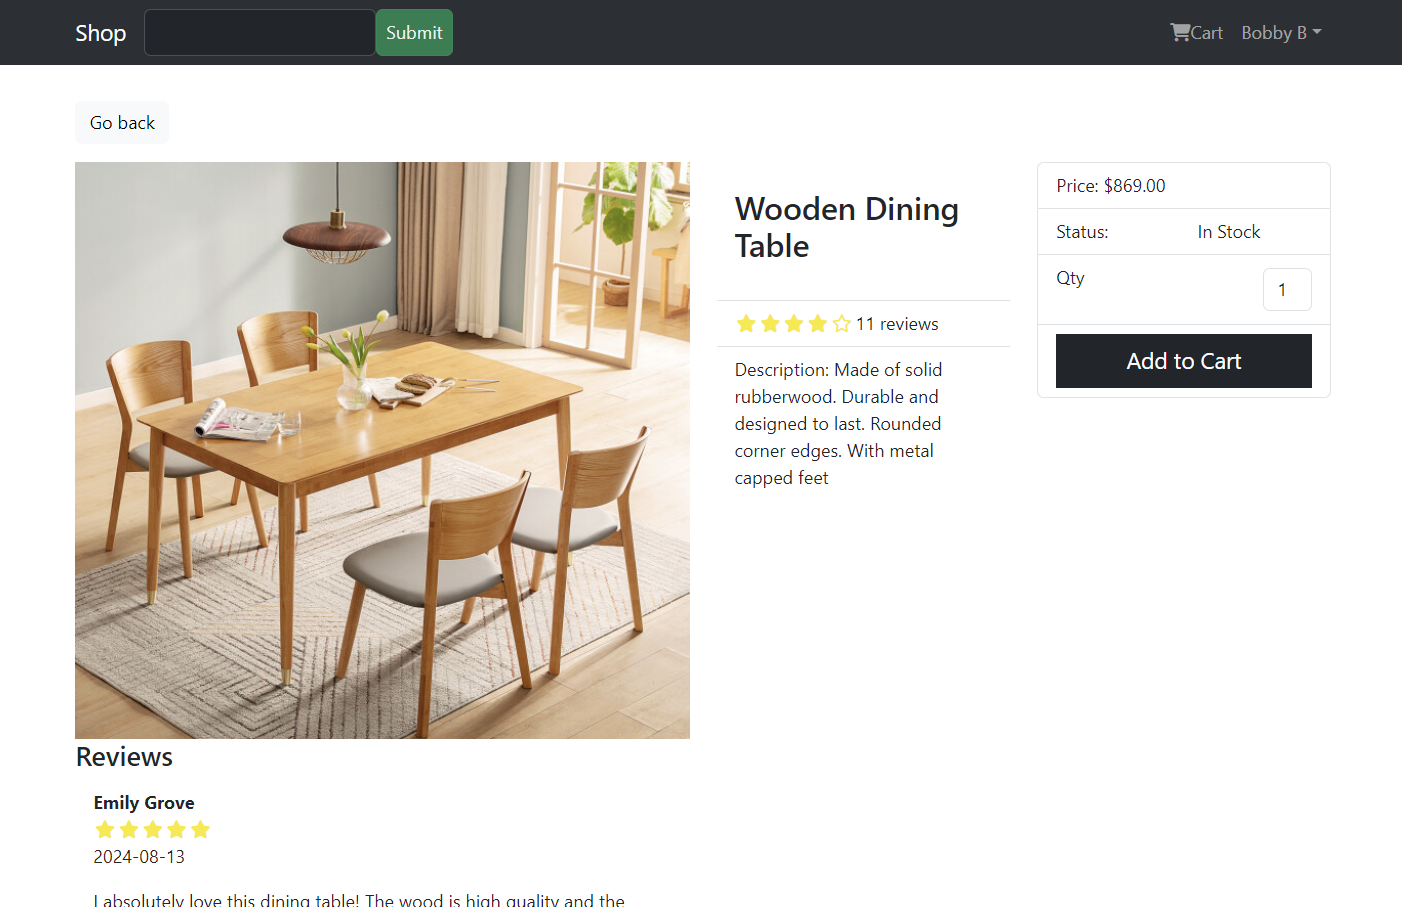 Shop
Submit
Cart
Bobby B
Go back
Wooden Dining
Table
11 reviews
Description: Made of solid
rubberwood. Durable and
designed to last. Rounded
corner edges. With metal
capped feet
Price: $869.00
Status: In Stock
Qty 1
Add to Cart
Reviews
Emily Grove
2024-08-13
I absolutely love this dining table! The wood is high quality and the